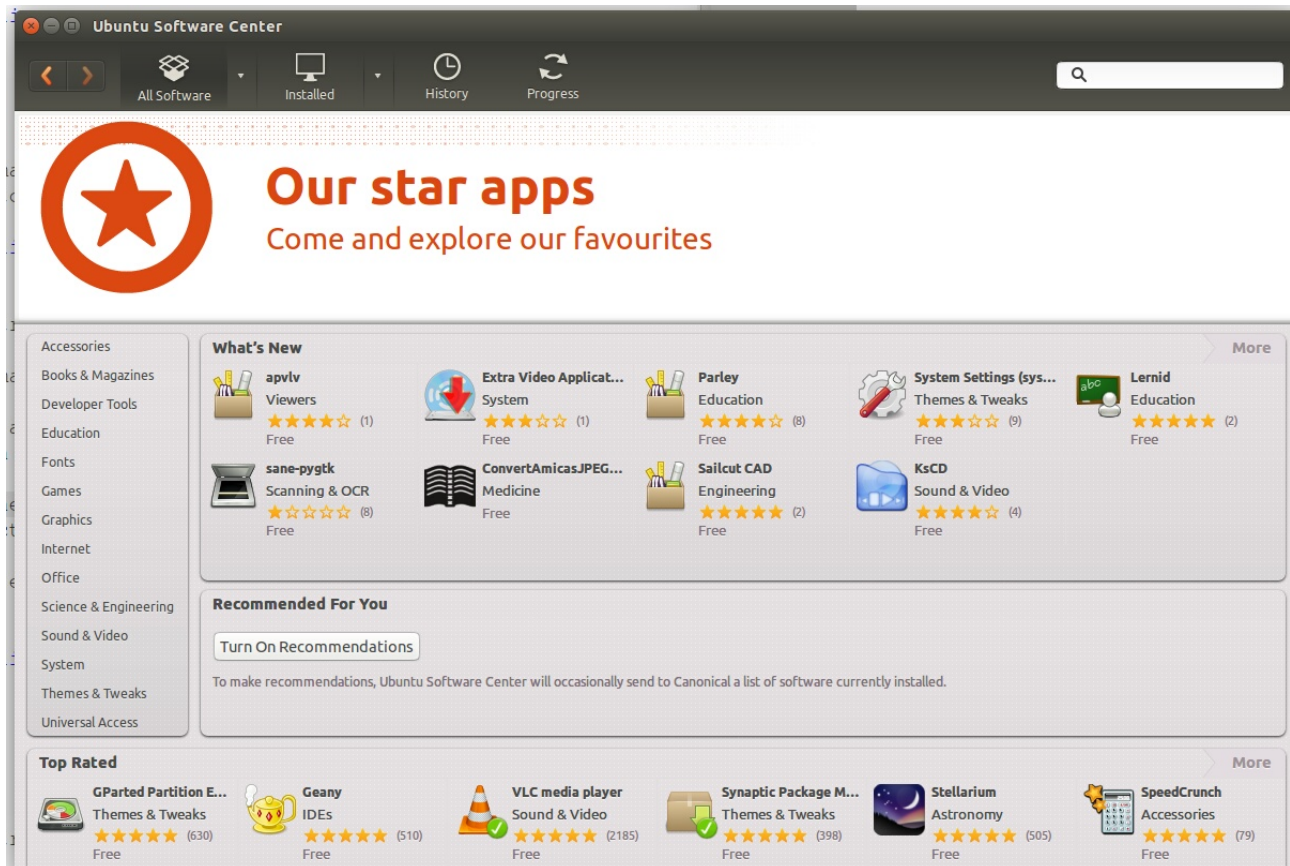 Ubuntu Software Center
All Software
Installed
History
Progress
Our star apps
Come and explore our favourites
Accessories
Books & Magazines
Developer Tools
Education
Fonts
Games
Graphics
Internet
Office
Science & Engineering
Sound & Video
System
Themes & Tweaks
Universal Access
What's New
More
apvlv
Viewers
(1)
Free
Extra Video Applicat...
System
(1)
Free
Parley
Education
(8)
Free
System Settings (sys...
Themes & Tweaks
(9)
Free
abc
Lernid
Education
(2)
Free
sane-pygtk
Scanning & OCR
(8)
Free
ConvertAmicasJPEG...
Medicine
Free
Sailcut CAD
Engineering
(2)
Free
KsCD
Sound & Video
(4)
Free
Recommended For You
Turn On Recommendations
To make recommendations, Ubuntu Software Center will occasionally send to Canonical a list of software currently installed.
Top Rated
More
GParted Partition E...
Themes & Tweaks
(630)
Free
Geany
IDEs
(510)
Free
VLC media player
Sound & Video
(2185)
Free
Synaptic Package M...
Themes & Tweaks
(398)
Free
Stellarium
Astronomy
(505)
Free
SpeedCrunch
Accessories
(79)
Free